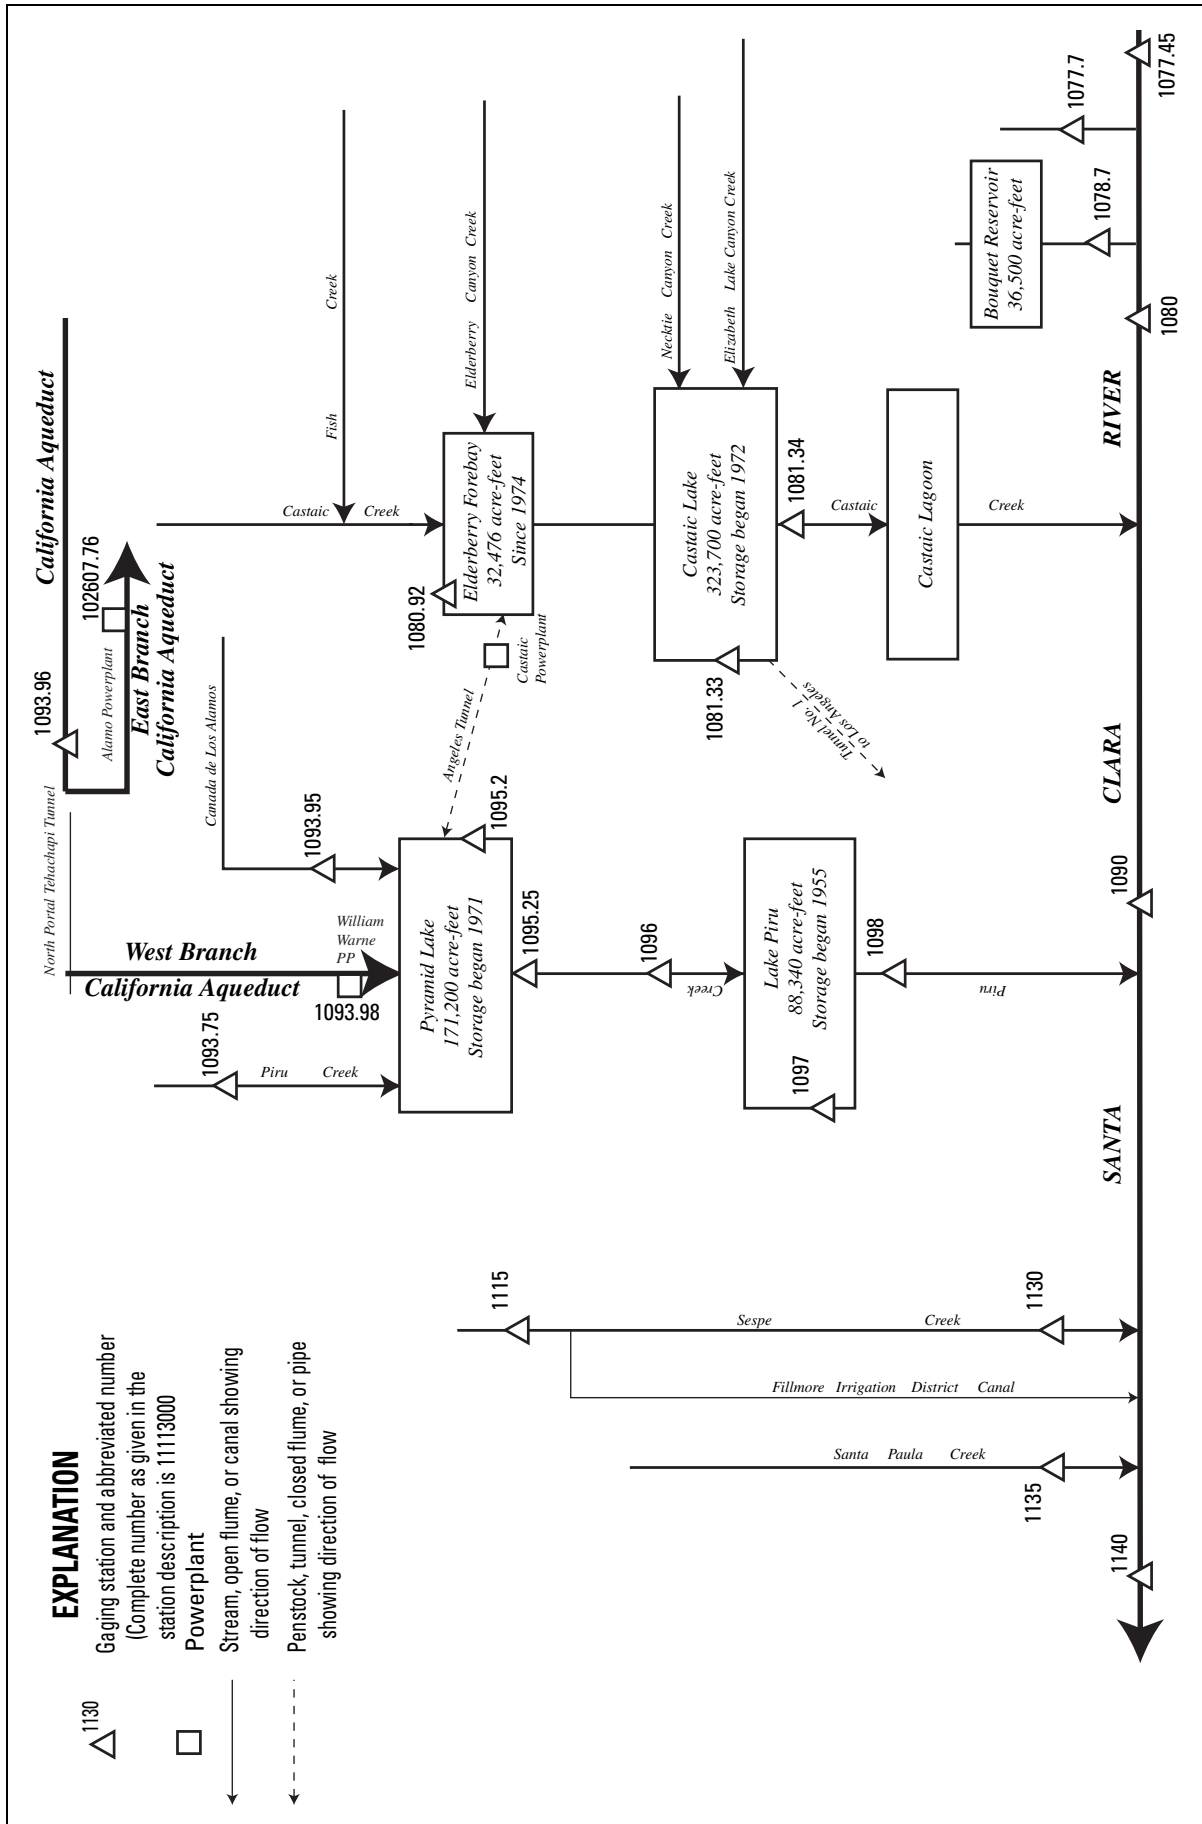 EXPLANATION
1130
Gaging station and abbreviated number
(Complete number as given in the
station description is 11113000
Powerplant
Stream, open flume, or canal showing
direction of flow
Penstock, tunnel, closed flume, or pipe
showing direction of flow
North Portal Tehachapi Tunnel
1093.96
California Aqueduct
102607.76
Alamo Powerplant
East Branch
California Aqueduct
West Branch
California Aqueduct
William
Warne
PP
1093.98
1093.75
Piru Creek
Canada de Los Alamos
1093.95
Pyramid Lake
171,200 acre-feet
Storage began 1971
1095.2
1095.25
Angeles Tunnel
Castaic
Powerplant
Fish Creek
Castaic Creek
1080.92
Elderberry Forebay
32,476 acre-feet
Since 1974
Elderberry Canyon Creek
Necktie Canyon Creek
Elizabeth Lake Canyon Creek
Castaic Lake
323,700 acre-feet
Storage began 1972
1081.33
1081.34
Tunnel No. 1
to Los Angeles
Castaic Creek
Castaic Lagoon
1096
Creek
Lake Piru
88,340 acre-feet
Storage began 1955
1097
1098
Piru
1115
Sespe Creek
1130
Fillmore Irrigation District Canal
Santa Paula Creek
1135
Bouquet Reservoir
36,500 acre-feet
1078.7
1077.7
1140
SANTA CLARA RIVER
1090
1080
1077.45